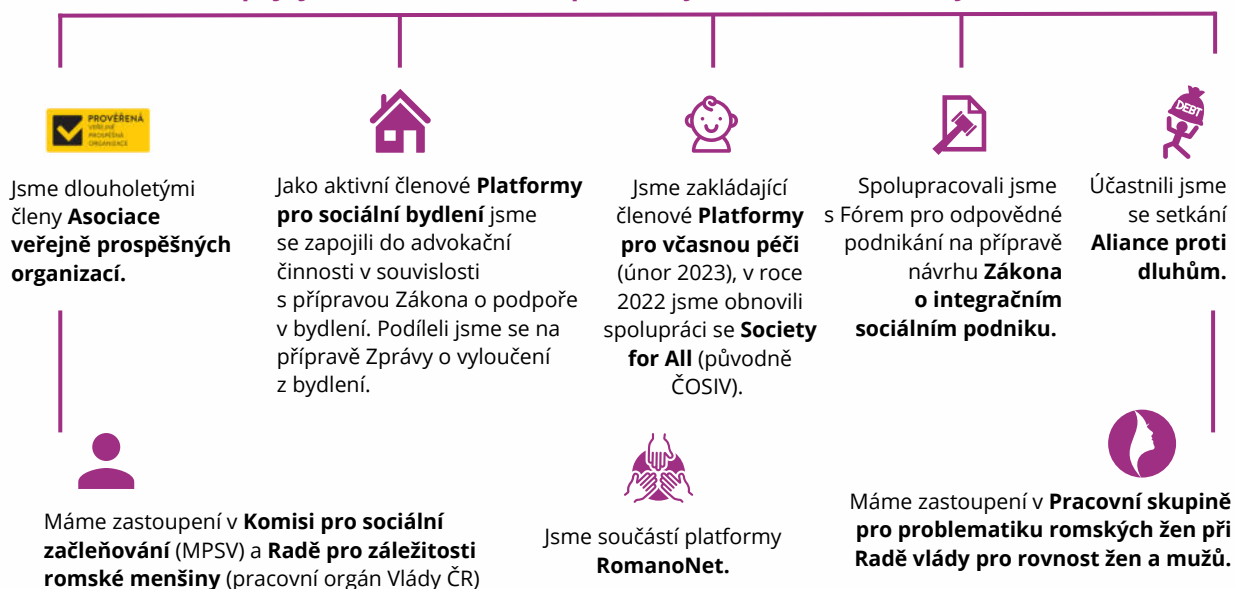 PROVĚŘENÁ
VEŘEJNĚ
PROSPĚŠNÁ
ORGANIZACE
Jsme dlouholetými
členy Asociace
veřejně prospěšných
organizací.
Jako aktivní členové Platformy
pro sociální bydlení jsme
se zapojili do advokační
činnosti v souvislosti
s přípravou Zákona o podpoře
v bydlení. Podíleli jsme se na
přípravě Zprávy o vyloučení
z bydlení.
Jsme zakládající
členové Platformy
pro včasnou péči
(únor 2023), v roce
2022 jsme obnovili
spolupráci se Society
for All (původně
ČOSIV).
Spolupracovali jsme
s Fórem pro odpovědné
podnikání na přípravě
návrhu Zákona
o integračním
sociálním podniku.
DEBT
Účastnili jsme
se setkání
Aliance proti
dluhům.
Máme zastoupení v Komisi pro sociální
začleňování (MPSV) a Radě pro záležitosti
romské menšiny (pracovní orgán Vlády ČR)
Jsme součástí platformy
RomanoNet.
Máme zastoupení v Pracovní skupině
pro problematiku romských žen při
Radě vlády pro rovnost žen a mužů.